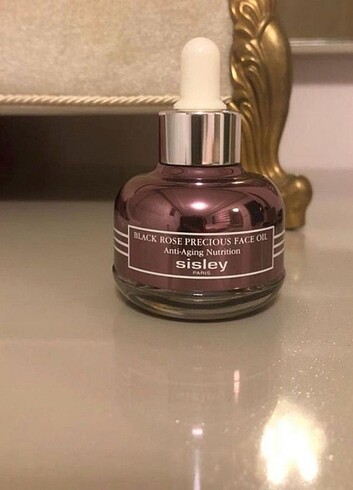 BLACK ROSE PRECIOUS FACE OIL
Anti-Aging Nutrition
sisley
PARIS